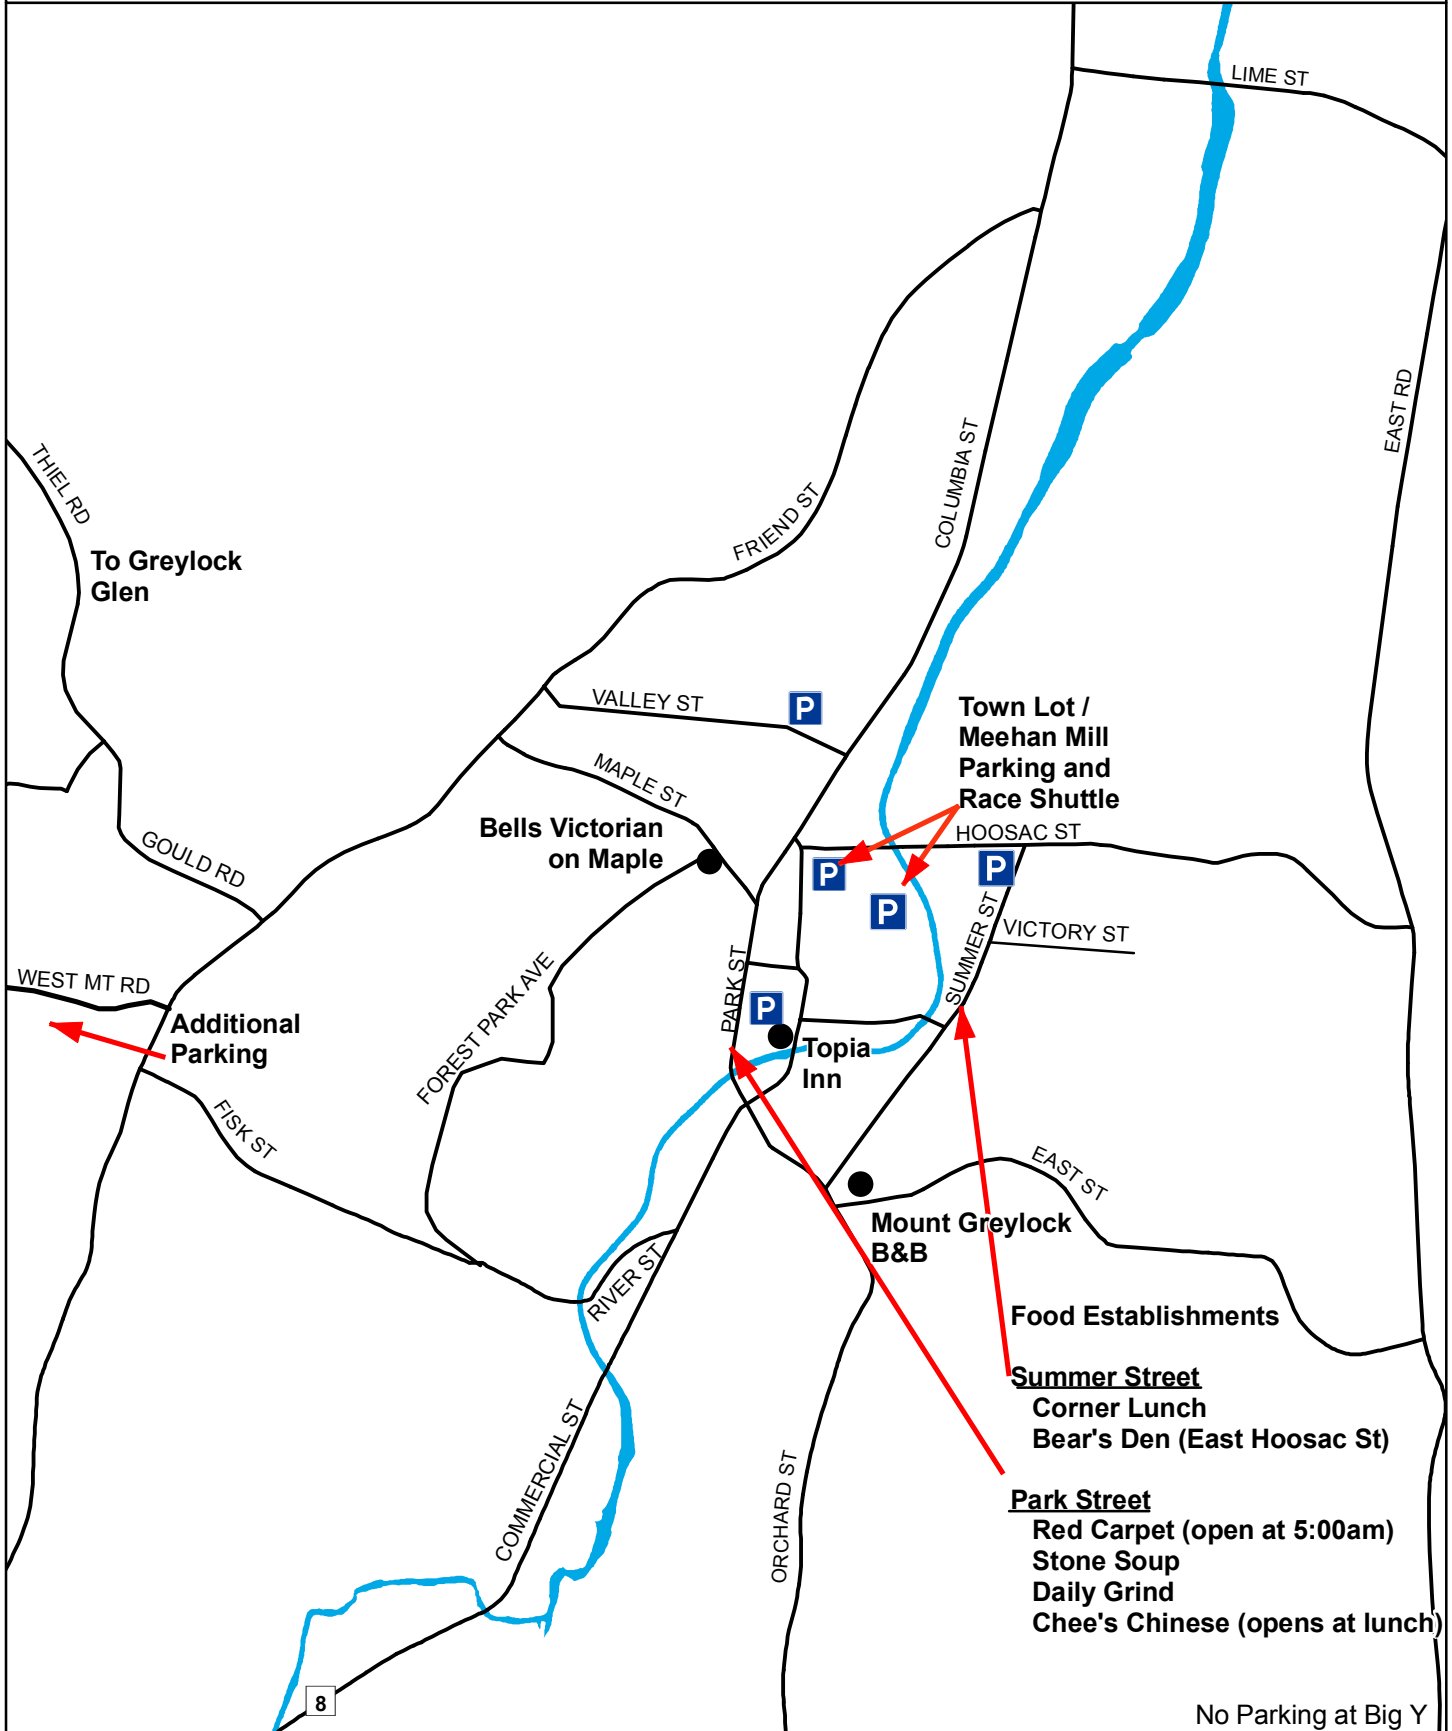 LIME ST
EAST RD
COLUMBIA ST
THIEL RD
FRIEND ST
To Greylock
Glen
VALLEY ST
P
Town Lot /
Meehan Mill
Parking and
Race Shuttle
MAPLE ST
Bells Victorian
on Maple
HOOSAC ST
GOULD RD
P
P
P
SUMMER ST
VICTORY ST
WEST MT RD
FOREST PARK AVE
PARK ST
P
Additional
Parking
Topia
Inn
FISK ST
EAST ST
Mount Greylock
B&B
RIVER ST
Food Establishments
Summer Street
Corner Lunch
Bear's Den (East Hoosac St)
COMMERCIAL ST
ORCHARD ST
Park Street
Red Carpet (open at 5:00am)
Stone Soup
Daily Grind
Chee's Chinese (opens at lunch)
8
No Parking at Big Y